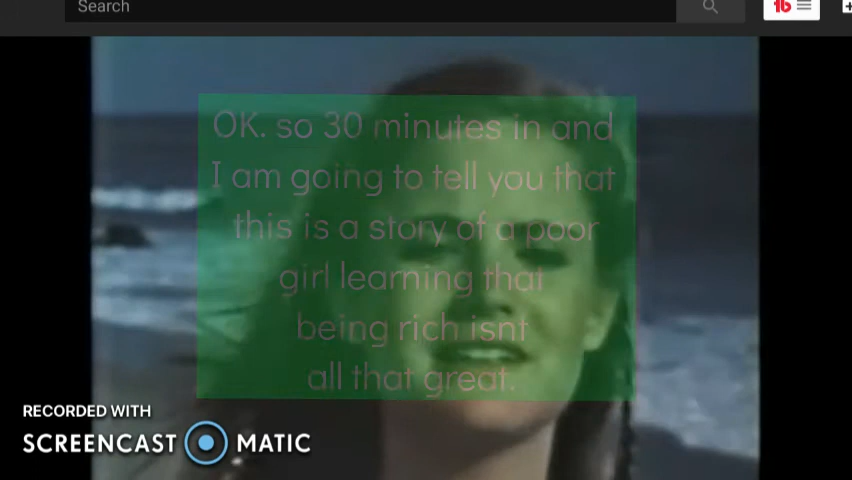 Search
OK. so 30 minutes in and
I am going to tell you that
this is a story of a poor
girl learning that
being rich isnt
all that great.
RECORDED WITH
SCREENCAST MATIC